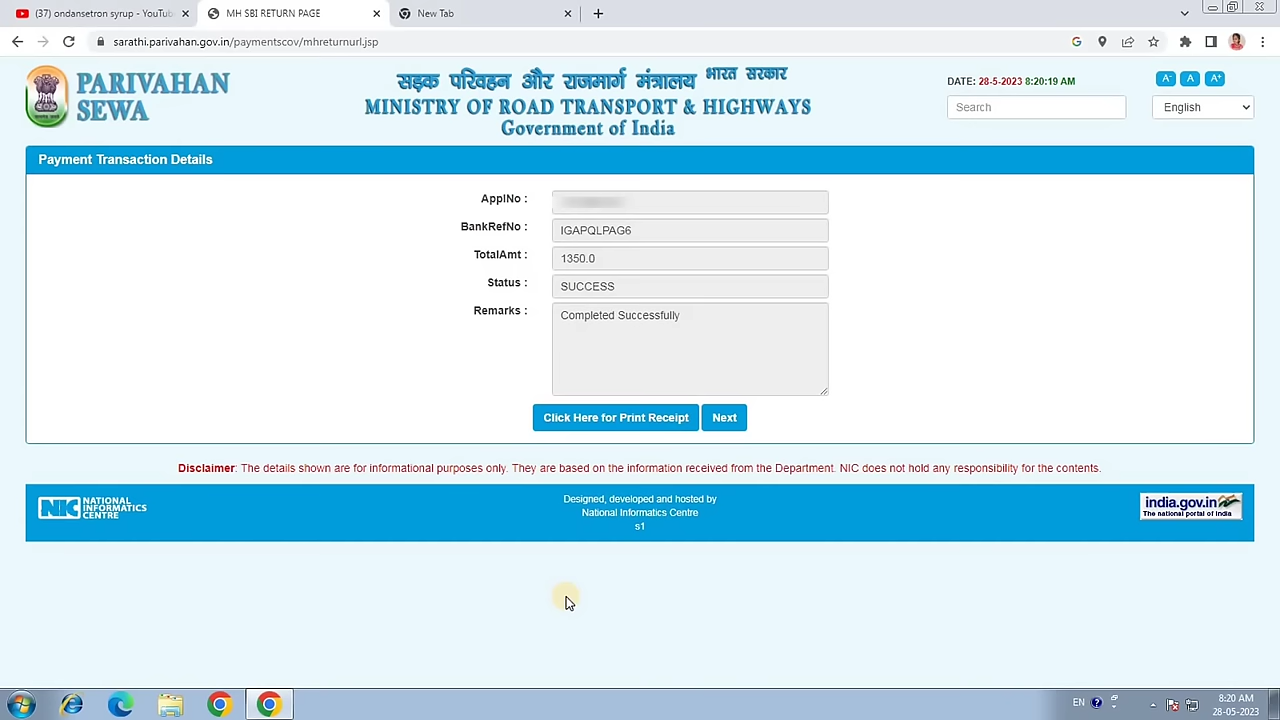 (37) ondansetron syrup - YouTub
MH SBI RETURN PAGE
New Tab
sarathi.parivahan.gov.in/paymentscov/mhreturnurl.jsp
PARIVAHAN
SEWA
सड़क परिवहन और राजमार्ग मंत्रालय भारत सरकार
MINISTRY OF ROAD TRANSPORT & HIGHWAYS
Government of India
DATE: 28-5-2023 8:20:19 AM
A- A A+
Search
English
Payment Transaction Details
ApplNo :
BankRefNo : IGAPQLPAG6
TotalAmt : 1350.0
Status : SUCCESS
Remarks : Completed Successfully
Click Here for Print Receipt Next
Disclaimer: The details shown are for informational purposes only. They are based on the information received from the Department. NIC does not hold any responsibility for the contents.
NIC NATIONAL
INFORMATICS
CENTRE
Designed, developed and hosted by
National Informatics Centre
s1
india.gov.in
The national portal of India
EN
8:20 AM
28-05-2023